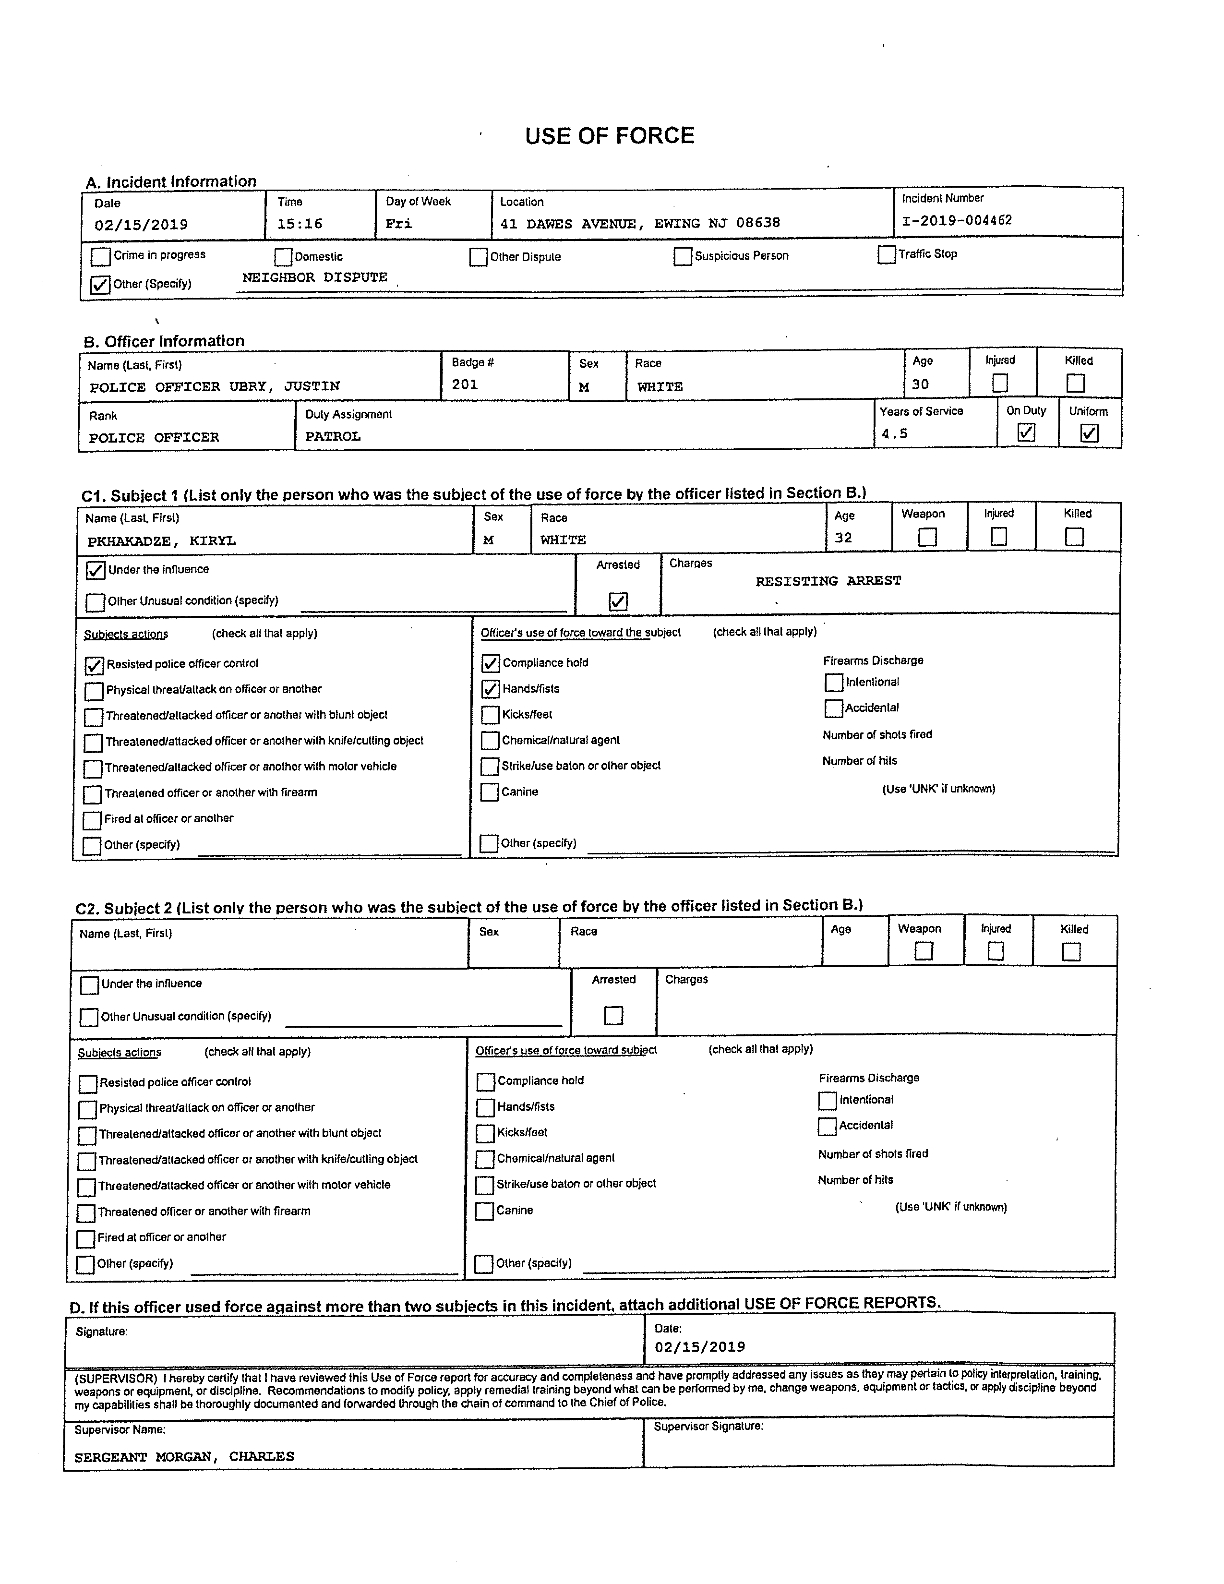 USE OF FORCE
A. Incident Information
Date Time Day of Week Location Incident Number
02/15/2019 15:16 Fri 41 DAWES AVENUE, EWING NJ 08638 I-2019-004462
Crime in progress Domestic Other Dispute Suspicious Person Traffic Stop
Other (Specify) NEIGHBOR DISPUTE
B. Officer Information
Name (Last, First) Badge # Sex Race Age Injured Killed
POLICE OFFICER UBRY, JUSTIN 201 M WHITE 30
Rank Duty Assignment Years of Service On Duty Uniform
POLICE OFFICER PATROL 4.5
C1. Subject 1 (List only the person who was the subject of the use of force by the officer listed in Section B.)
Name (Last, First) Sex Race Age Weapon Injured Killed
PKHAKADZE, KIRYL M WHITE 32
Under the influence Arrested Charges
RESISTING ARREST
Other Unusual condition (specify)
Subjects actions (check all that apply) Officer's use of force toward the subject (check all that apply)
Resisted police officer control Compliance hold Firearms Discharge
Physical threat/attack on officer or another Hands/fists Intentional
Threatened/attacked officer or another with blunt object Kicks/feet Accidental
Threatened/attacked officer or another with knife/cutting object Chemical/natural agent Number of shots fired
Threatened/attacked officer or another with motor vehicle Strike/use baton or other object Number of hits
Threatened officer or another with firearm Canine (Use 'UNK' if unknown)
Fired at officer or another
Other (specify) Other (specify)
C2. Subject 2 (List only the person who was the subject of the use of force by the officer listed in Section B.)
Name (Last, First) Sex Race Age Weapon Injured Killed
Under the influence Arrested Charges
Other Unusual condition (specify)
Subjects actions (check all that apply) Officer's use of force toward subject (check all that apply)
Resisted police officer control Compliance hold Firearms Discharge
Physical threat/attack on officer or another Hands/fists Intentional
Threatened/attacked officer or another with blunt object Kicks/feet Accidental
Threatened/attacked officer or another with knife/cutting object Chemical/natural agent Number of shots fired
Threatened/attacked officer or another with motor vehicle Strike/use baton or other object Number of hits
Threatened officer or another with firearm Canine (Use 'UNK' if unknown)
Fired at officer or another
Other (specify) Other (specify)
D. If this officer used force against more than two subjects in this incident, attach additional USE OF FORCE REPORTS.
Signature: Date:
02/15/2019
(SUPERVISOR) I hereby certify that I have reviewed this Use of Force report for accuracy and completeness and have promptly addressed any issues as they may pertain to policy interpretation, training,
weapons or equipment, or discipline. Recommendations to modify policy, apply remedial training beyond what can be performed by me, change weapons, equipment or tactics, or apply discipline beyond
my capabilities shall be thoroughly documented and forwarded through the chain of command to the Chief of Police.
Supervisor Name: Supervisor Signature:
SERGEANT MORGAN, CHARLES